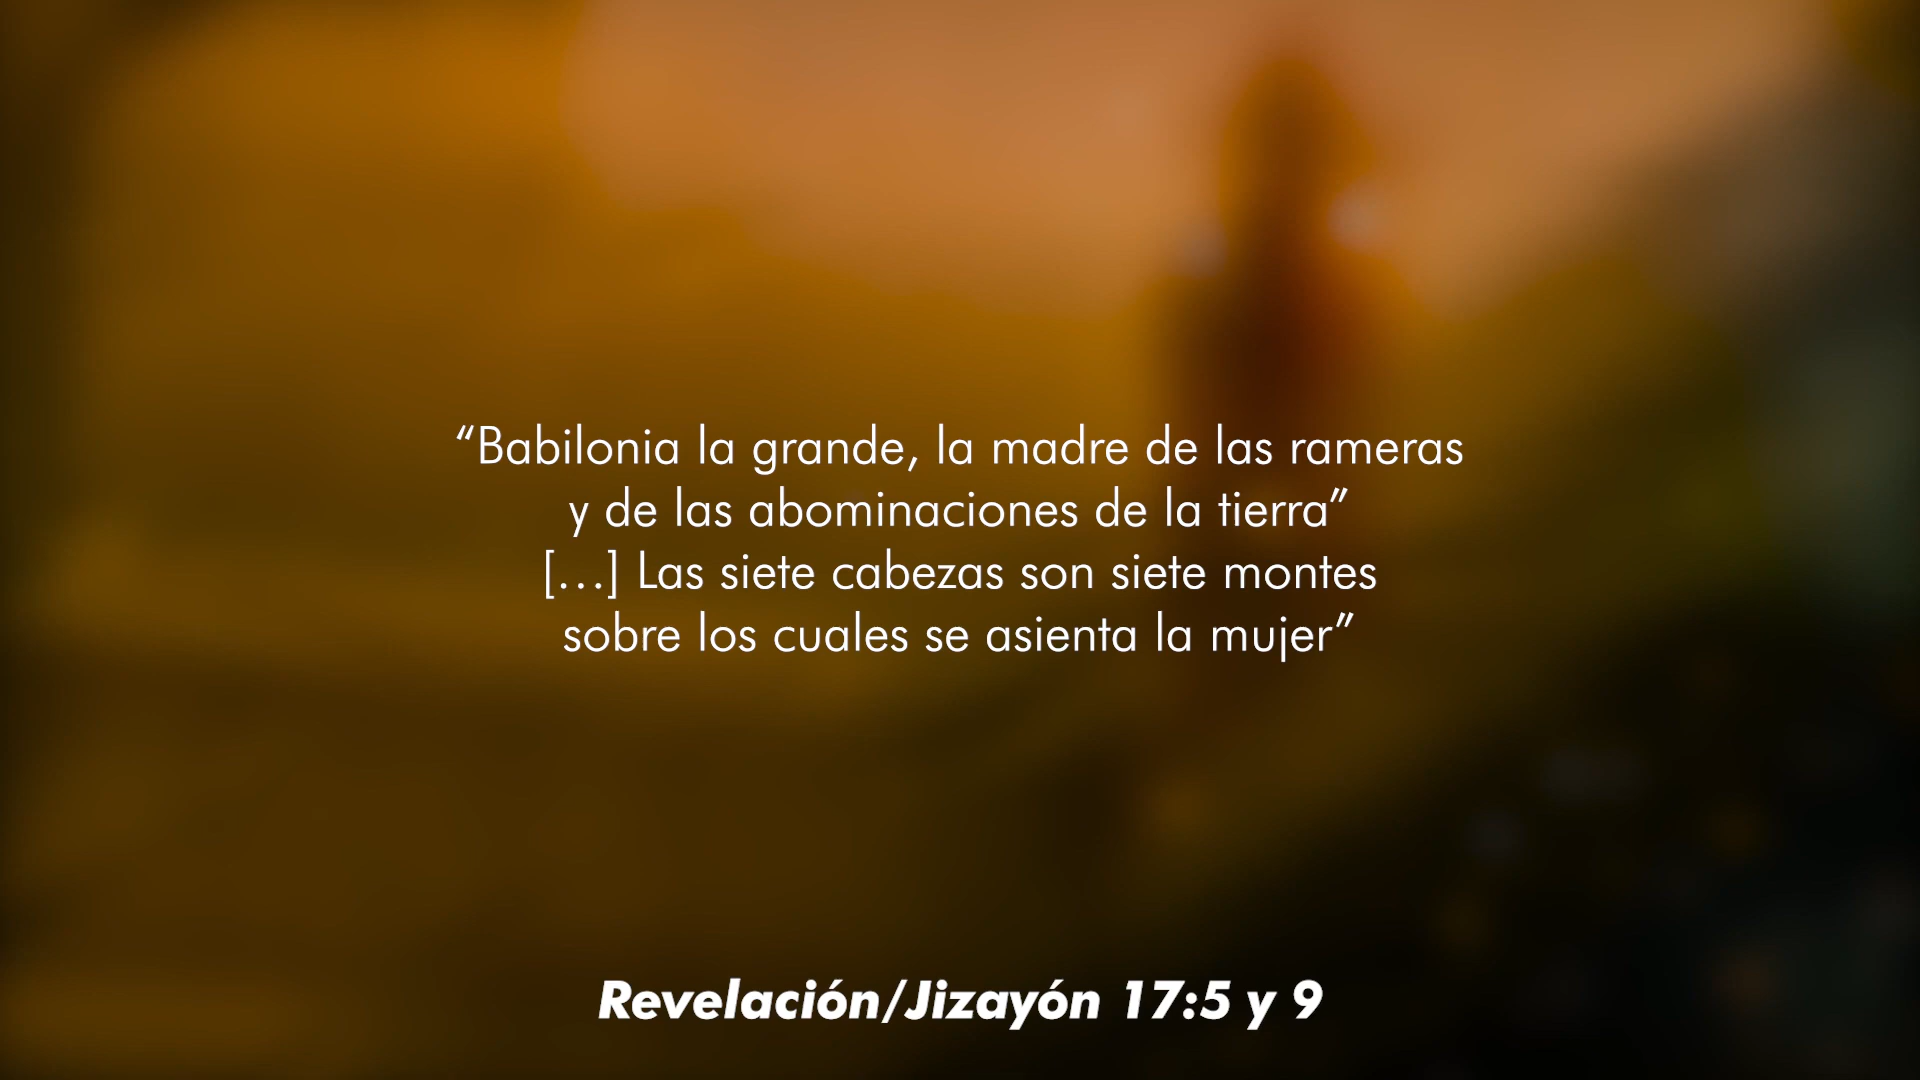 “Babilonia la grande, la madre de las rameras
y de las abominaciones de la tierra”
[...] Las siete cabezas son siete montes
sobre los cuales se asienta la mujer”
Revelación/Jizayón 17:5 y 9